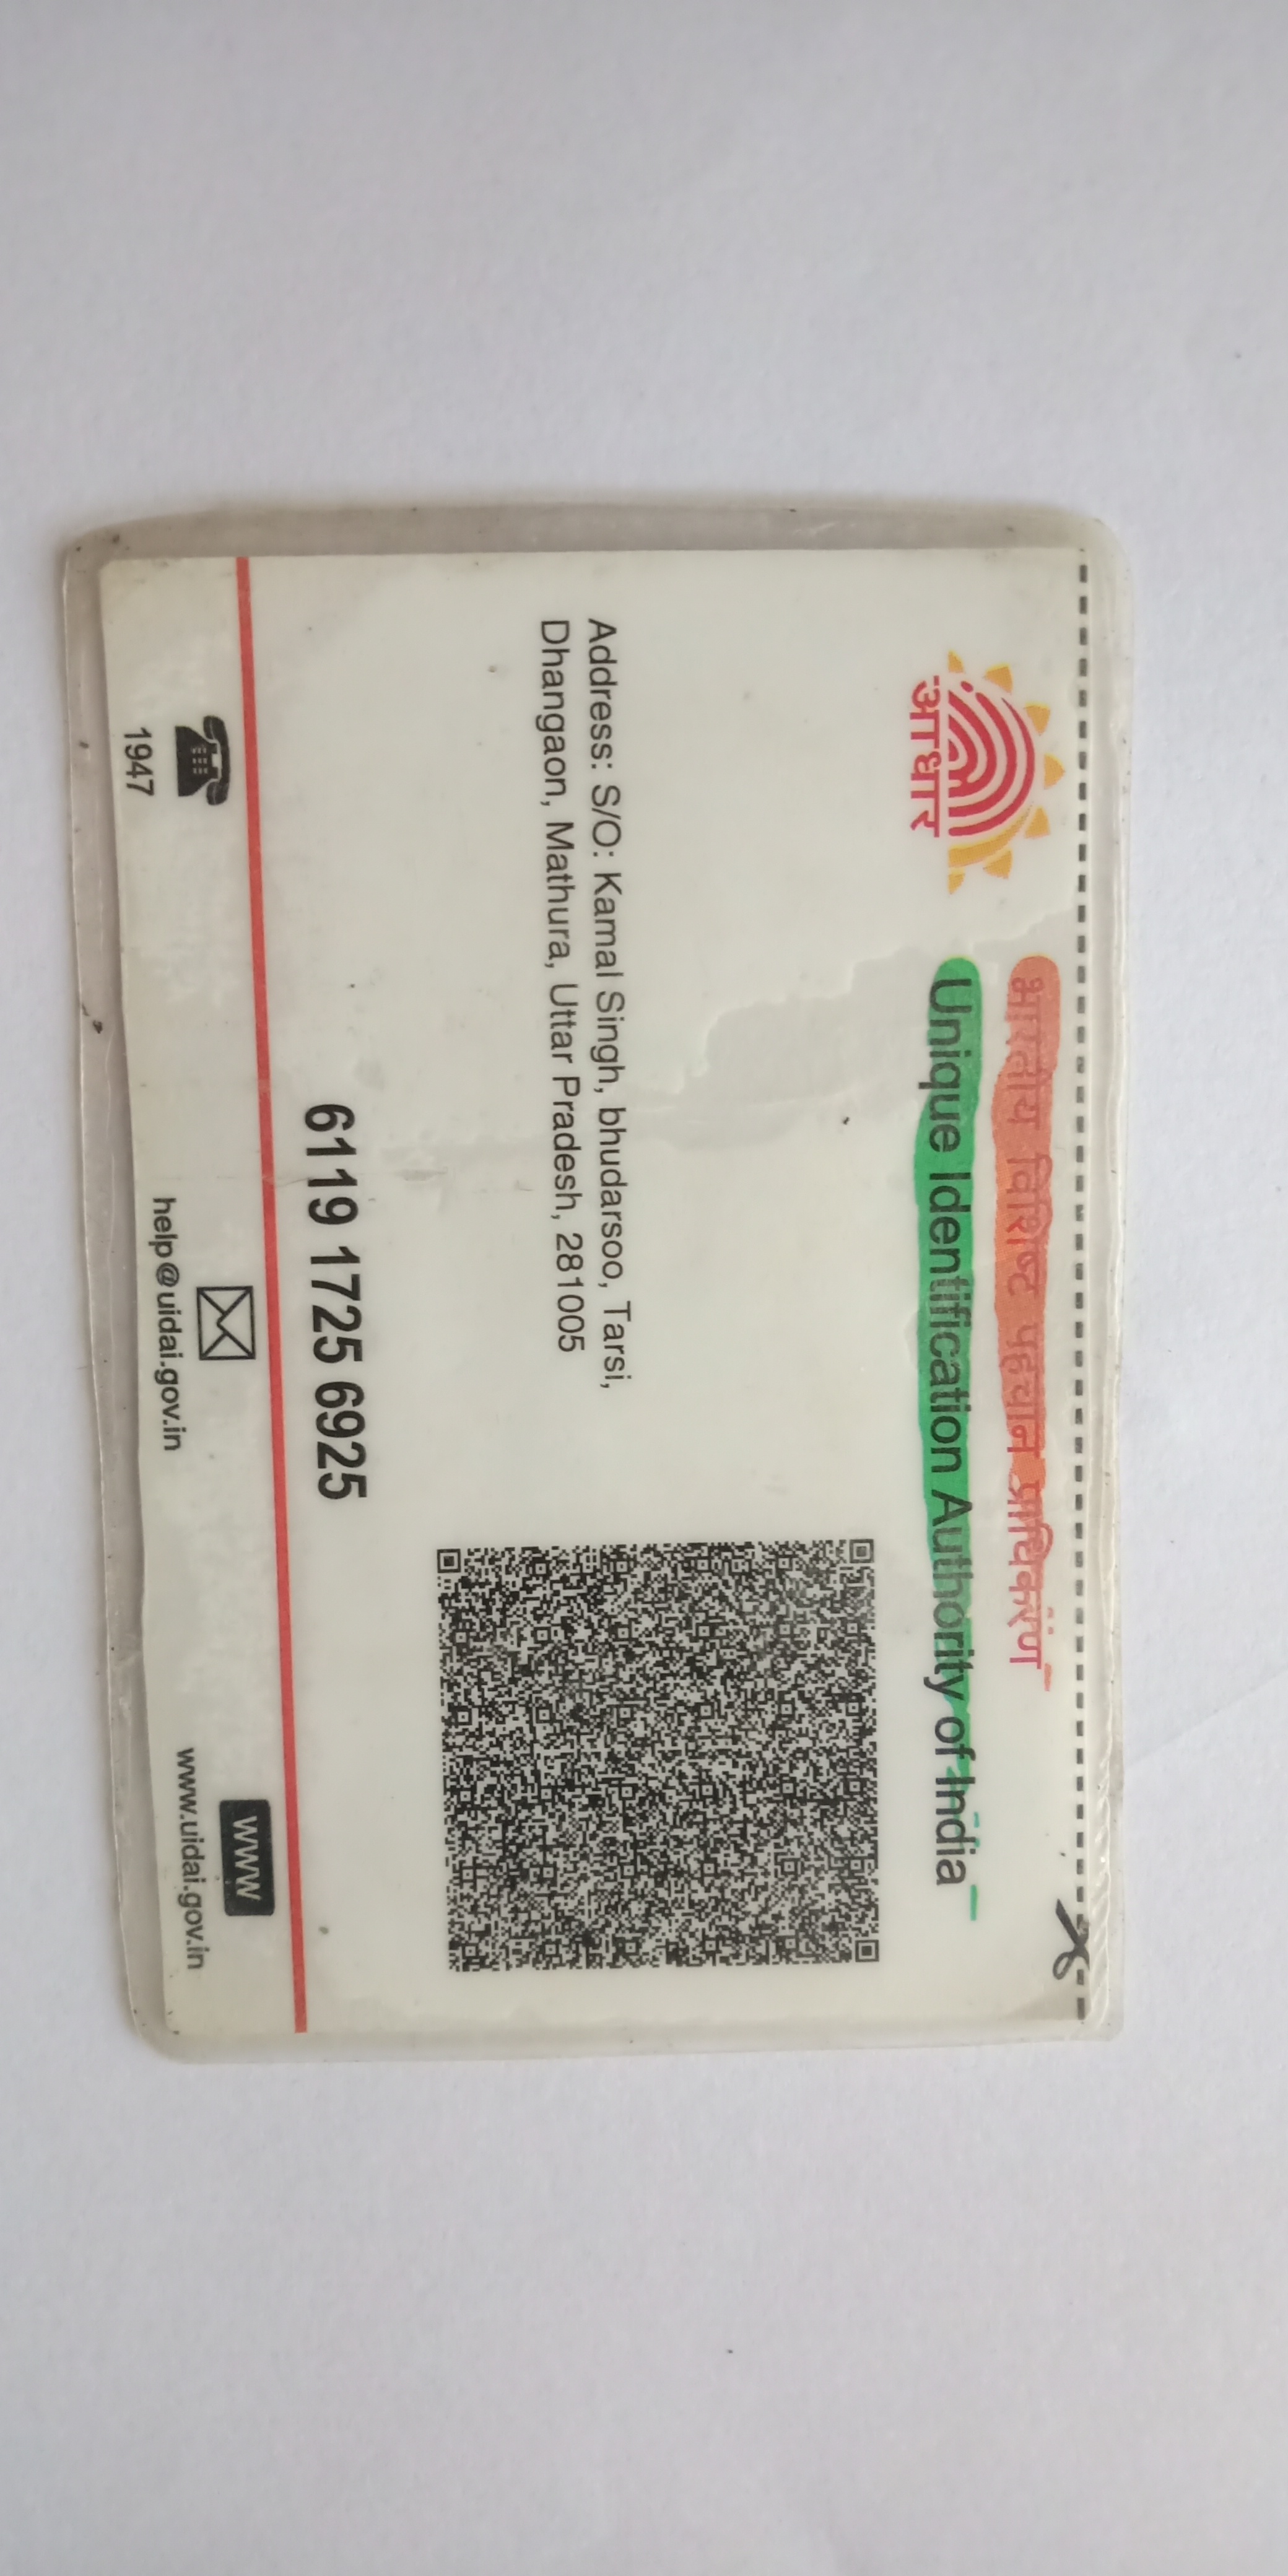 आधार
भारतीय विशिष्ट पहचान प्राधिकरण
Unique Identification Authority of India
Address: S/O: Kamal Singh, bhudarsoo, Tarsi,
Dhangaon, Mathura, Uttar Pradesh, 281005
6119 1725 6925
1947
help@uidai.gov.in
www
www.uidai.gov.in